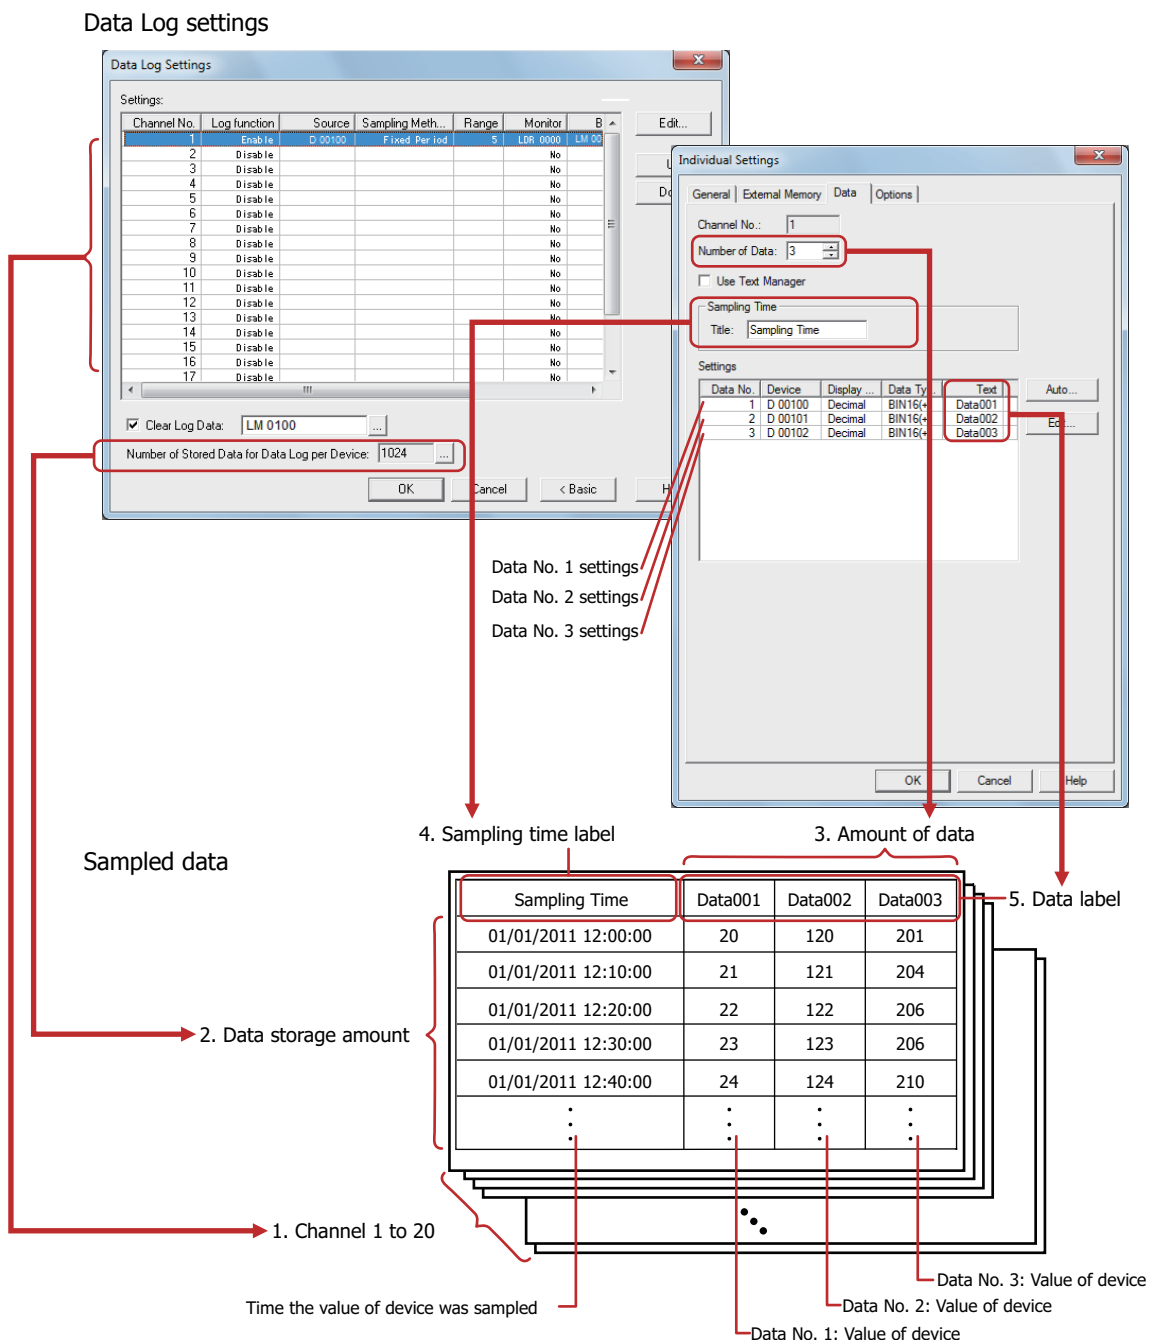 Data Log settings
Data Log Settings
Settings:
Channel No. Log function Source Sampling Meth... Range Monitor B
1 Enable D 00100 Fixed Period 5 LDR 0000 LM 00
2 Disable No
3 Disable No
4 Disable No
5 Disable No
6 Disable No
7 Disable No
8 Disable No
9 Disable No
10 Disable No
11 Disable No
12 Disable No
13 Disable No
14 Disable No
15 Disable No
16 Disable No
17 Disable No
Edit...
Clear Log Data: LM 0100 ...
Number of Stored Data for Data Log per Device: 1024 ...
OK Cancel < Basic H
Individual Settings
General External Memory Data Options
Channel No.: 1
Number of Data: 3
Use Text Manager
Sampling Time
Title: Sampling Time
Settings
Data No. Device Display ... Data Ty... Text
1 D 00100 Decimal BIN16(+ Data001
2 D 00101 Decimal BIN16(+ Data002
3 D 00102 Decimal BIN16(+ Data003
Auto...
Edit...
OK Cancel Help
Data No. 1 settings
Data No. 2 settings
Data No. 3 settings
4. Sampling time label
3. Amount of data
Sampled data
5. Data label
Sampling Time Data001 Data002 Data003
01/01/2011 12:00:00 20 120 201
01/01/2011 12:10:00 21 121 204
01/01/2011 12:20:00 22 122 206
01/01/2011 12:30:00 23 123 206
01/01/2011 12:40:00 24 124 210
2. Data storage amount
1. Channel 1 to 20
Data No. 3: Value of device
Time the value of device was sampled
Data No. 2: Value of device
Data No. 1: Value of device